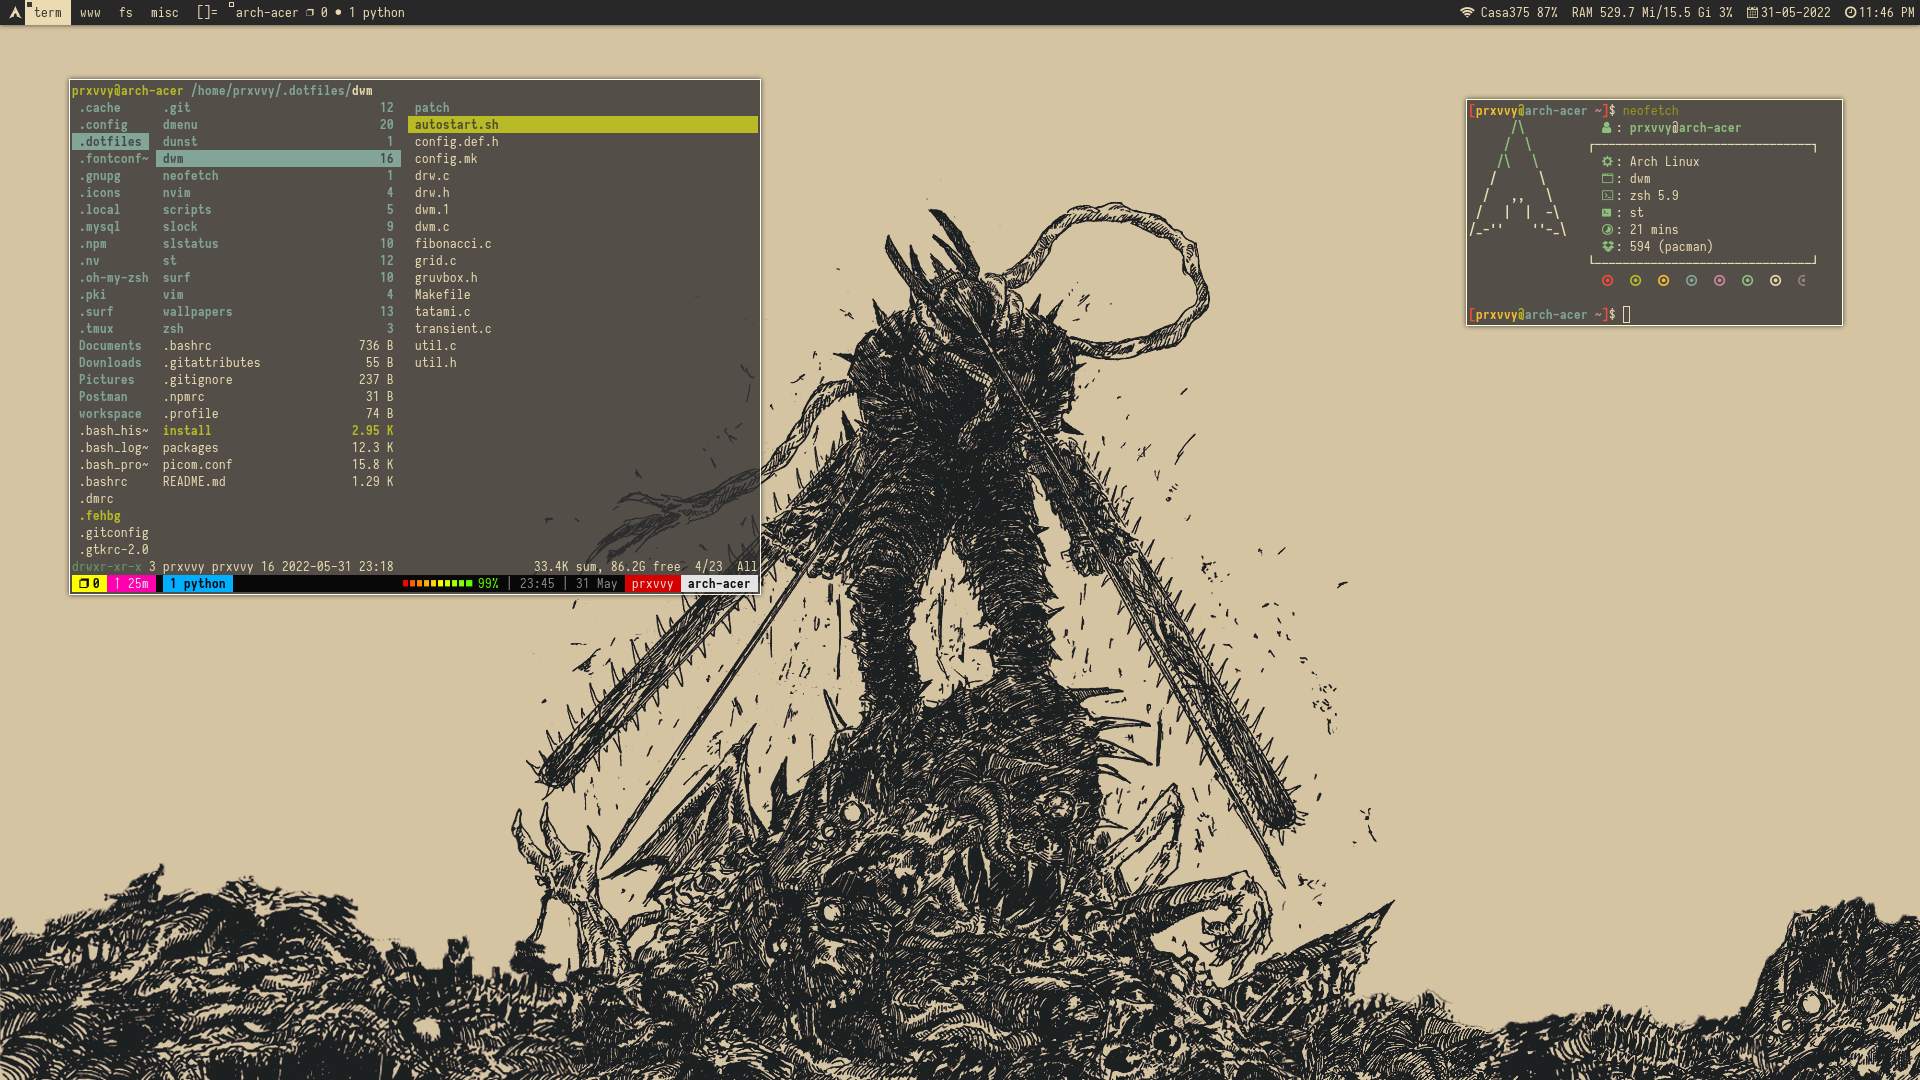 term www fs misc []= arch-acer 0 ● 1 python Casa375 87% RAM 529.7 Mi/15.5 Gi 3% 31-05-2022 11:46 PM
prxvvy@arch-acer /home/prxvvy/.dotfiles/dwm
.cache .git 12 patch
.config dmenu 20 autostart.sh
.dotfiles dunst 1 config.def.h
.fontconf~ dwm 16 config.mk
.gnupg neofetch 1 drw.c
.icons nvim 4 drw.h
.local scripts 5 dwm.1
.mysql slock 9 dwm.c
.npm slstatus 10 fibonacci.c
.nv st 12 grid.c
.oh-my-zsh surf 10 gruvbox.h
.pki vim 4 Makefile
.surf wallpapers 13 tatami.c
.tmux zsh 3 transient.c
Documents .bashrc 736 B util.c
Downloads .gitattributes 55 B util.h
Pictures .gitignore 237 B
Postman .npmrc 31 B
workspace .profile 74 B
.bash_his~ install 2.95 K
.bash_log~ packages 12.3 K
.bash_pro~ picom.conf 15.8 K
.bashrc README.md 1.29 K
.dmrc
.fehbg
.gitconfig
.gtkrc-2.0
drwxr-xr-x 3 prxvvy prxvvy 16 2022-05-31 23:18 33.4K sum, 86.2G free 4/23 All
0 ↑ 25m 1 python 99% | 23:45 | 31 May prxvvy arch-acer
[prxvvy@arch-acer ~]$ neofetch
/\ : prxvvy@arch-acer
/ \ ┌──────────────────────────────┐
/\ \ : Arch Linux
/ \ : dwm
/ ,, \ : zsh 5.9
/ | | -\ : st
/_-'' ''-_\ : 21 mins
: 594 (pacman)
└──────────────────────────────┘
[prxvvy@arch-acer ~]$